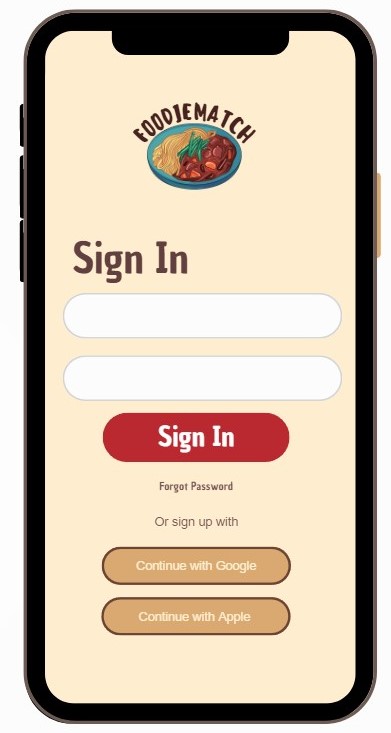 FOODIEMATCH
Sign In
Sign In
Forgot Password
Or sign up with
Continue with Google
Continue with Apple